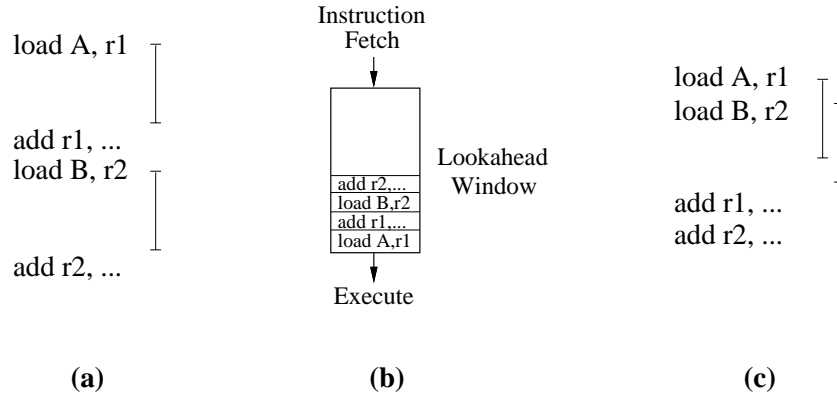 load A, r1
add r1, ...
load B, r2
add r2, ...
(a)
Instruction
Fetch
add r2,...
load B,r2
add r1,...
load A,r1
Lookahead
Window
Execute
(b)
load A, r1
load B, r2
add r1, ...
add r2, ...
(c)